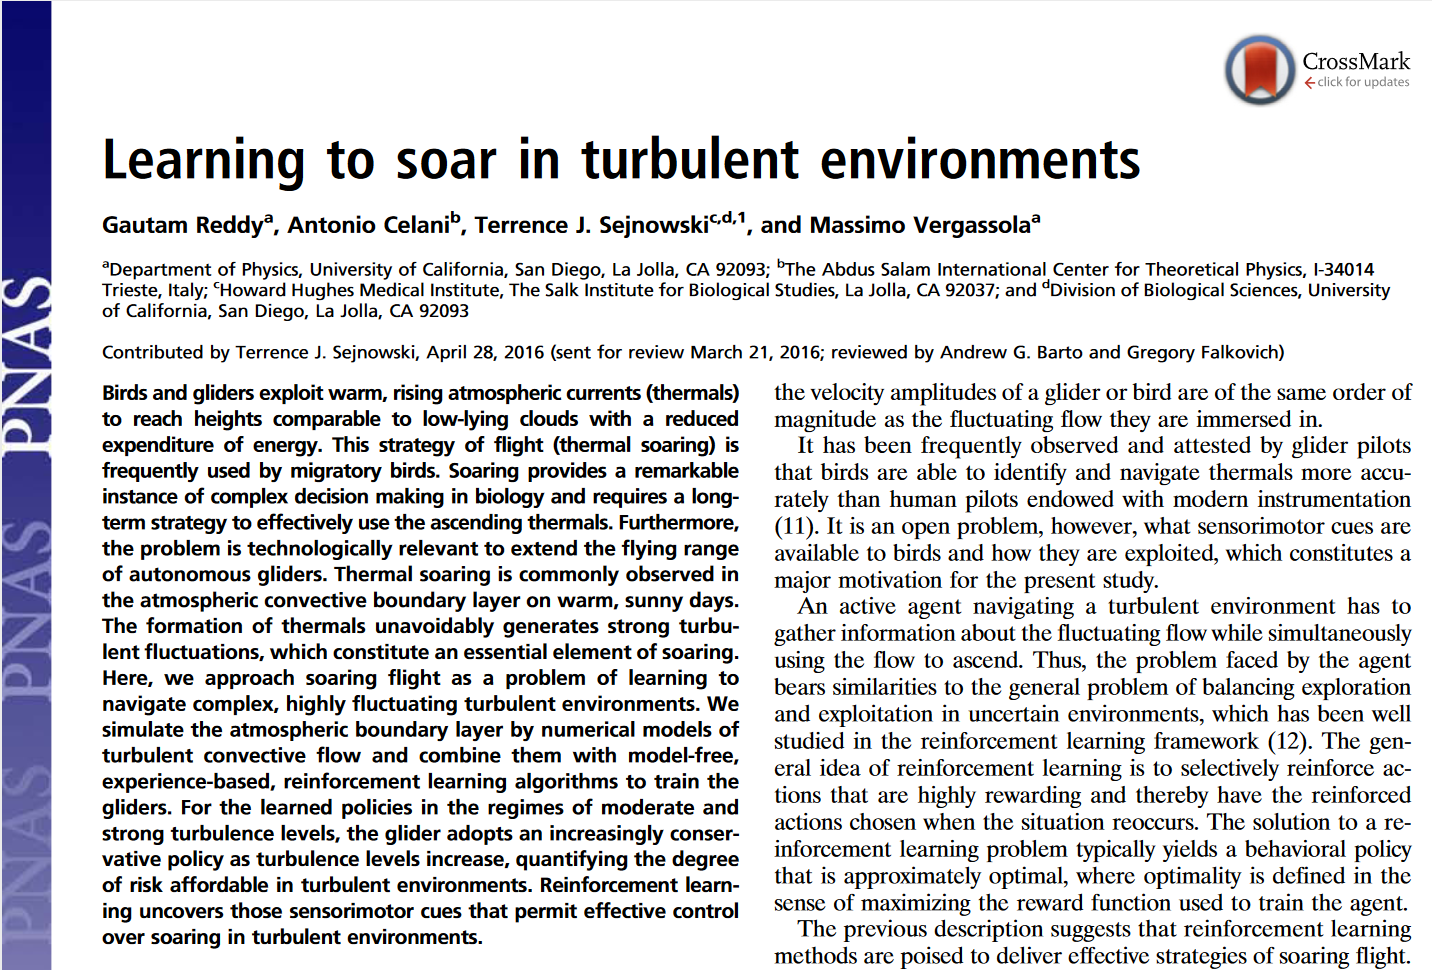 CrossMark
click for updates
Learning to soar in turbulent environments
Gautam Reddyᵃ, Antonio Celaniᵇ, Terrence J. Sejnowskiᶜ,ᵈ,¹, and Massimo Vergassolaᵃ
ᵃDepartment of Physics, University of California, San Diego, La Jolla, CA 92093; ᵇThe Abdus Salam International Center for Theoretical Physics, I-34014
Trieste, Italy; ᶜHoward Hughes Medical Institute, The Salk Institute for Biological Studies, La Jolla, CA 92037; and ᵈDivision of Biological Sciences, University
of California, San Diego, La Jolla, CA 92093
Contributed by Terrence J. Sejnowski, April 28, 2016 (sent for review March 21, 2016; reviewed by Andrew G. Barto and Gregory Falkovich)
Birds and gliders exploit warm, rising atmospheric currents (thermals)
to reach heights comparable to low-lying clouds with a reduced
expenditure of energy. This strategy of flight (thermal soaring) is
frequently used by migratory birds. Soaring provides a remarkable
instance of complex decision making in biology and requires a long-
term strategy to effectively use the ascending thermals. Furthermore,
the problem is technologically relevant to extend the flying range
of autonomous gliders. Thermal soaring is commonly observed in
the atmospheric convective boundary layer on warm, sunny days.
The formation of thermals unavoidably generates strong turbu-
lent fluctuations, which constitute an essential element of soaring.
Here, we approach soaring flight as a problem of learning to
navigate complex, highly fluctuating turbulent environments. We
simulate the atmospheric boundary layer by numerical models of
turbulent convective flow and combine them with model-free,
experience-based, reinforcement learning algorithms to train the
gliders. For the learned policies in the regimes of moderate and
strong turbulence levels, the glider adopts an increasingly conser-
vative policy as turbulence levels increase, quantifying the degree
of risk affordable in turbulent environments. Reinforcement learn-
ing uncovers those sensorimotor cues that permit effective control
over soaring in turbulent environments.
the velocity amplitudes of a glider or bird are of the same order of
magnitude as the fluctuating flow they are immersed in.
It has been frequently observed and attested by glider pilots
that birds are able to identify and navigate thermals more accu-
rately than human pilots endowed with modern instrumentation
(11). It is an open problem, however, what sensorimotor cues are
available to birds and how they are exploited, which constitutes a
major motivation for the present study.
An active agent navigating a turbulent environment has to
gather information about the fluctuating flow while simultaneously
using the flow to ascend. Thus, the problem faced by the agent
bears similarities to the general problem of balancing exploration
and exploitation in uncertain environments, which has been well
studied in the reinforcement learning framework (12). The gen-
eral idea of reinforcement learning is to selectively reinforce ac-
tions that are highly rewarding and thereby have the reinforced
actions chosen when the situation reoccurs. The solution to a re-
inforcement learning problem typically yields a behavioral policy
that is approximately optimal, where optimality is defined in the
sense of maximizing the reward function used to train the agent.
The previous description suggests that reinforcement learning
methods are poised to deliver effective strategies of soaring flight.
PNAS
PNAS
PNAS